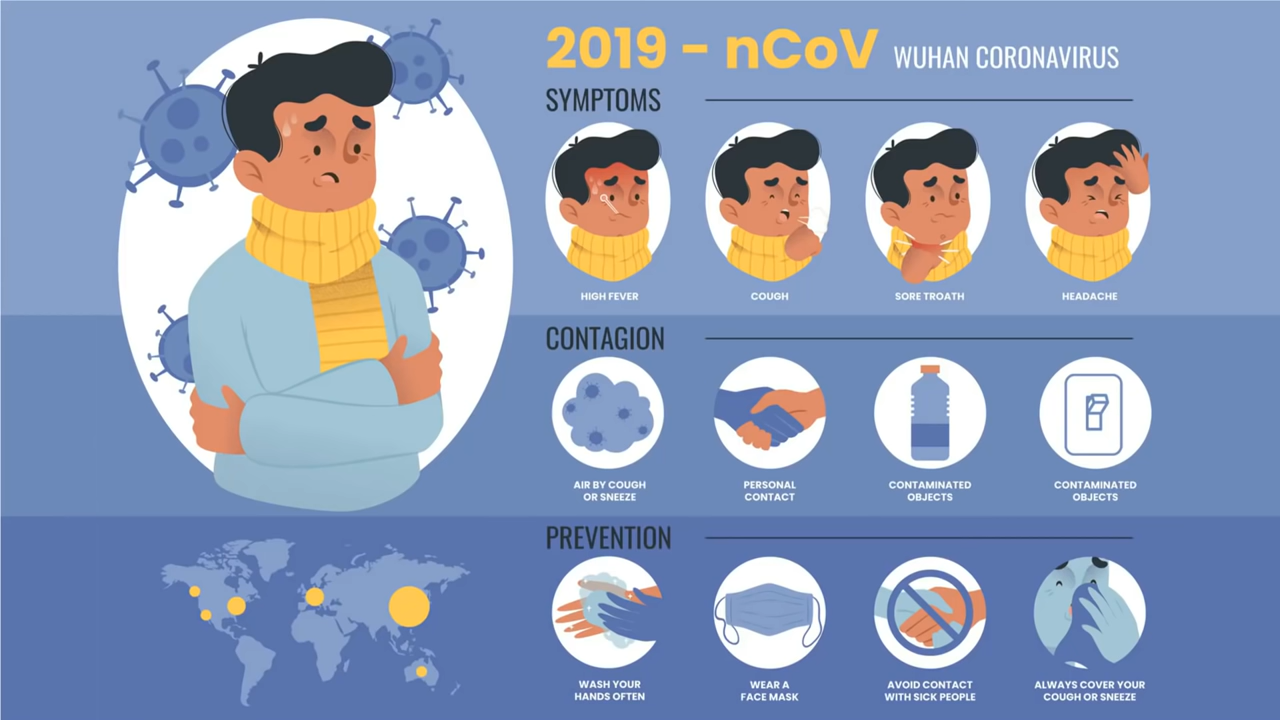 2019 - nCoV WUHAN CORONAVIRUS
SYMPTOMS
HIGH FEVER
COUGH
SORE TROATH
HEADACHE
CONTAGION
AIR BY COUGH
OR SNEEZE
PERSONAL
CONTACT
CONTAMINATED
OBJECTS
CONTAMINATED
OBJECTS
PREVENTION
WASH YOUR
HANDS OFTEN
WEAR A
FACE MASK
AVOID CONTACT
WITH SICK PEOPLE
ALWAYS COVER YOUR
COUGH OR SNEEZE